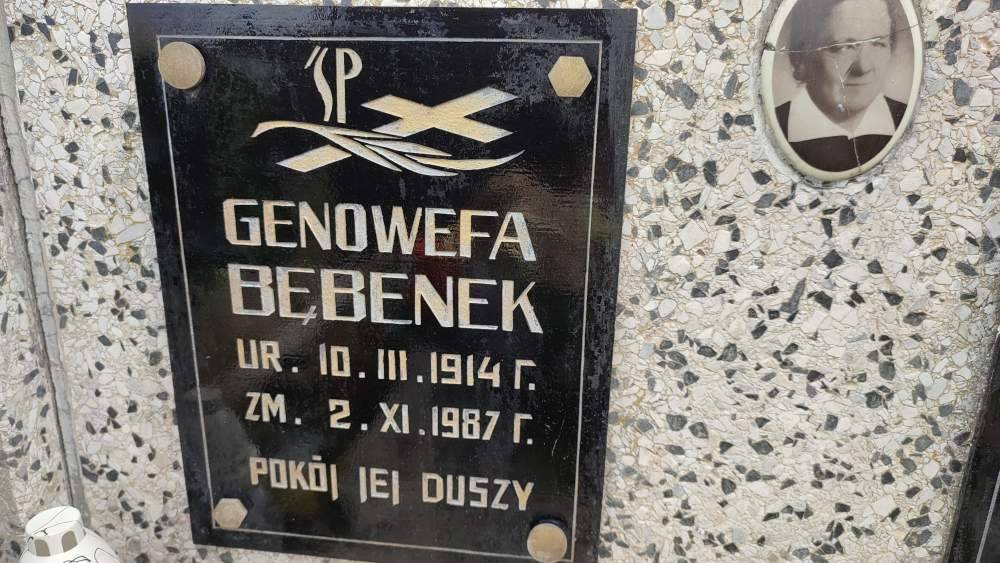 ŚP
GENOWEFA
BĘBENEK
UR. 10. III. 1914 r.
ZM. 2. XI. 1987 r.
POKÓJ JEJ DUSZY